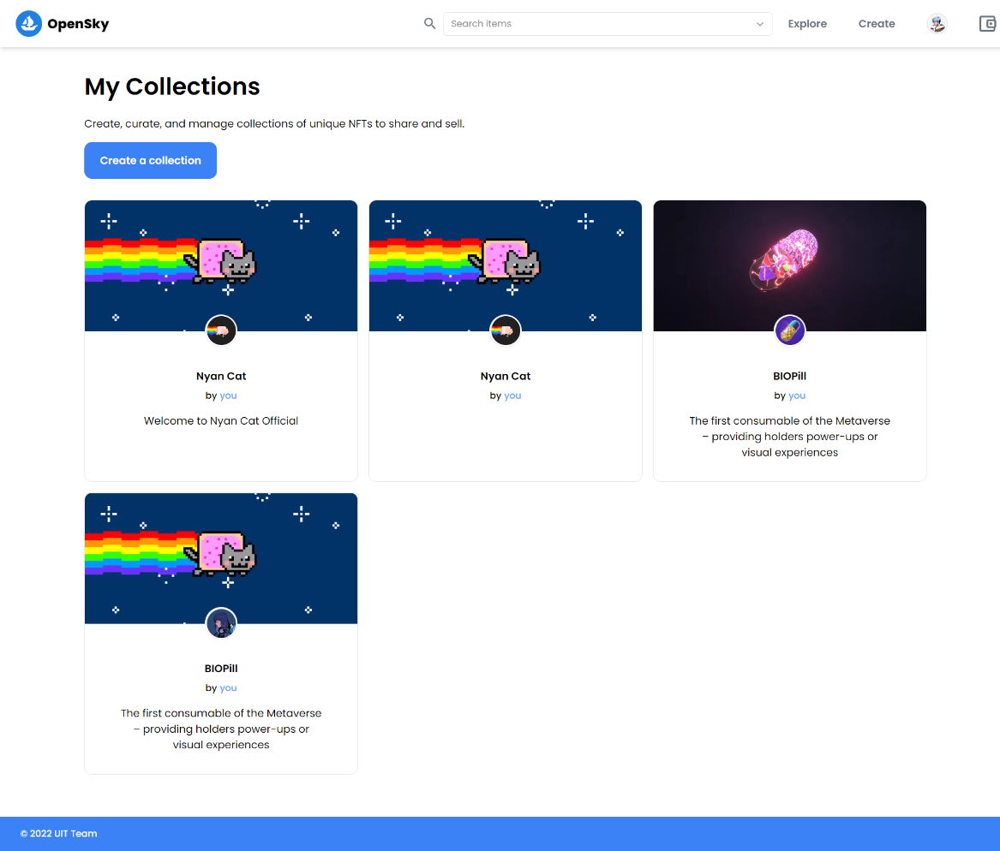 OpenSky
Search items
Explore
Create
My Collections
Create, curate, and manage collections of unique NFTs to share and sell.
Create a collection
Nyan Cat
by you
Welcome to Nyan Cat Official
Nyan Cat
by you
BIOPill
by you
The first consumable of the Metaverse
– providing holders power-ups or
visual experiences
BIOPill
by you
The first consumable of the Metaverse
– providing holders power-ups or
visual experiences
© 2022 UIT Team